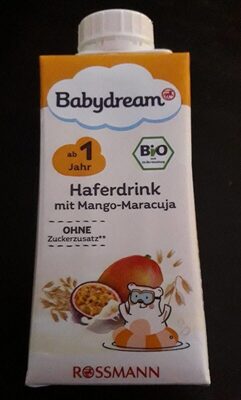 Babydream
ab 1
Jahr
BiO
Haferdrink
mit Mango-Maracuja
OHNE
Zuckerzusatz**
ROSSMANN